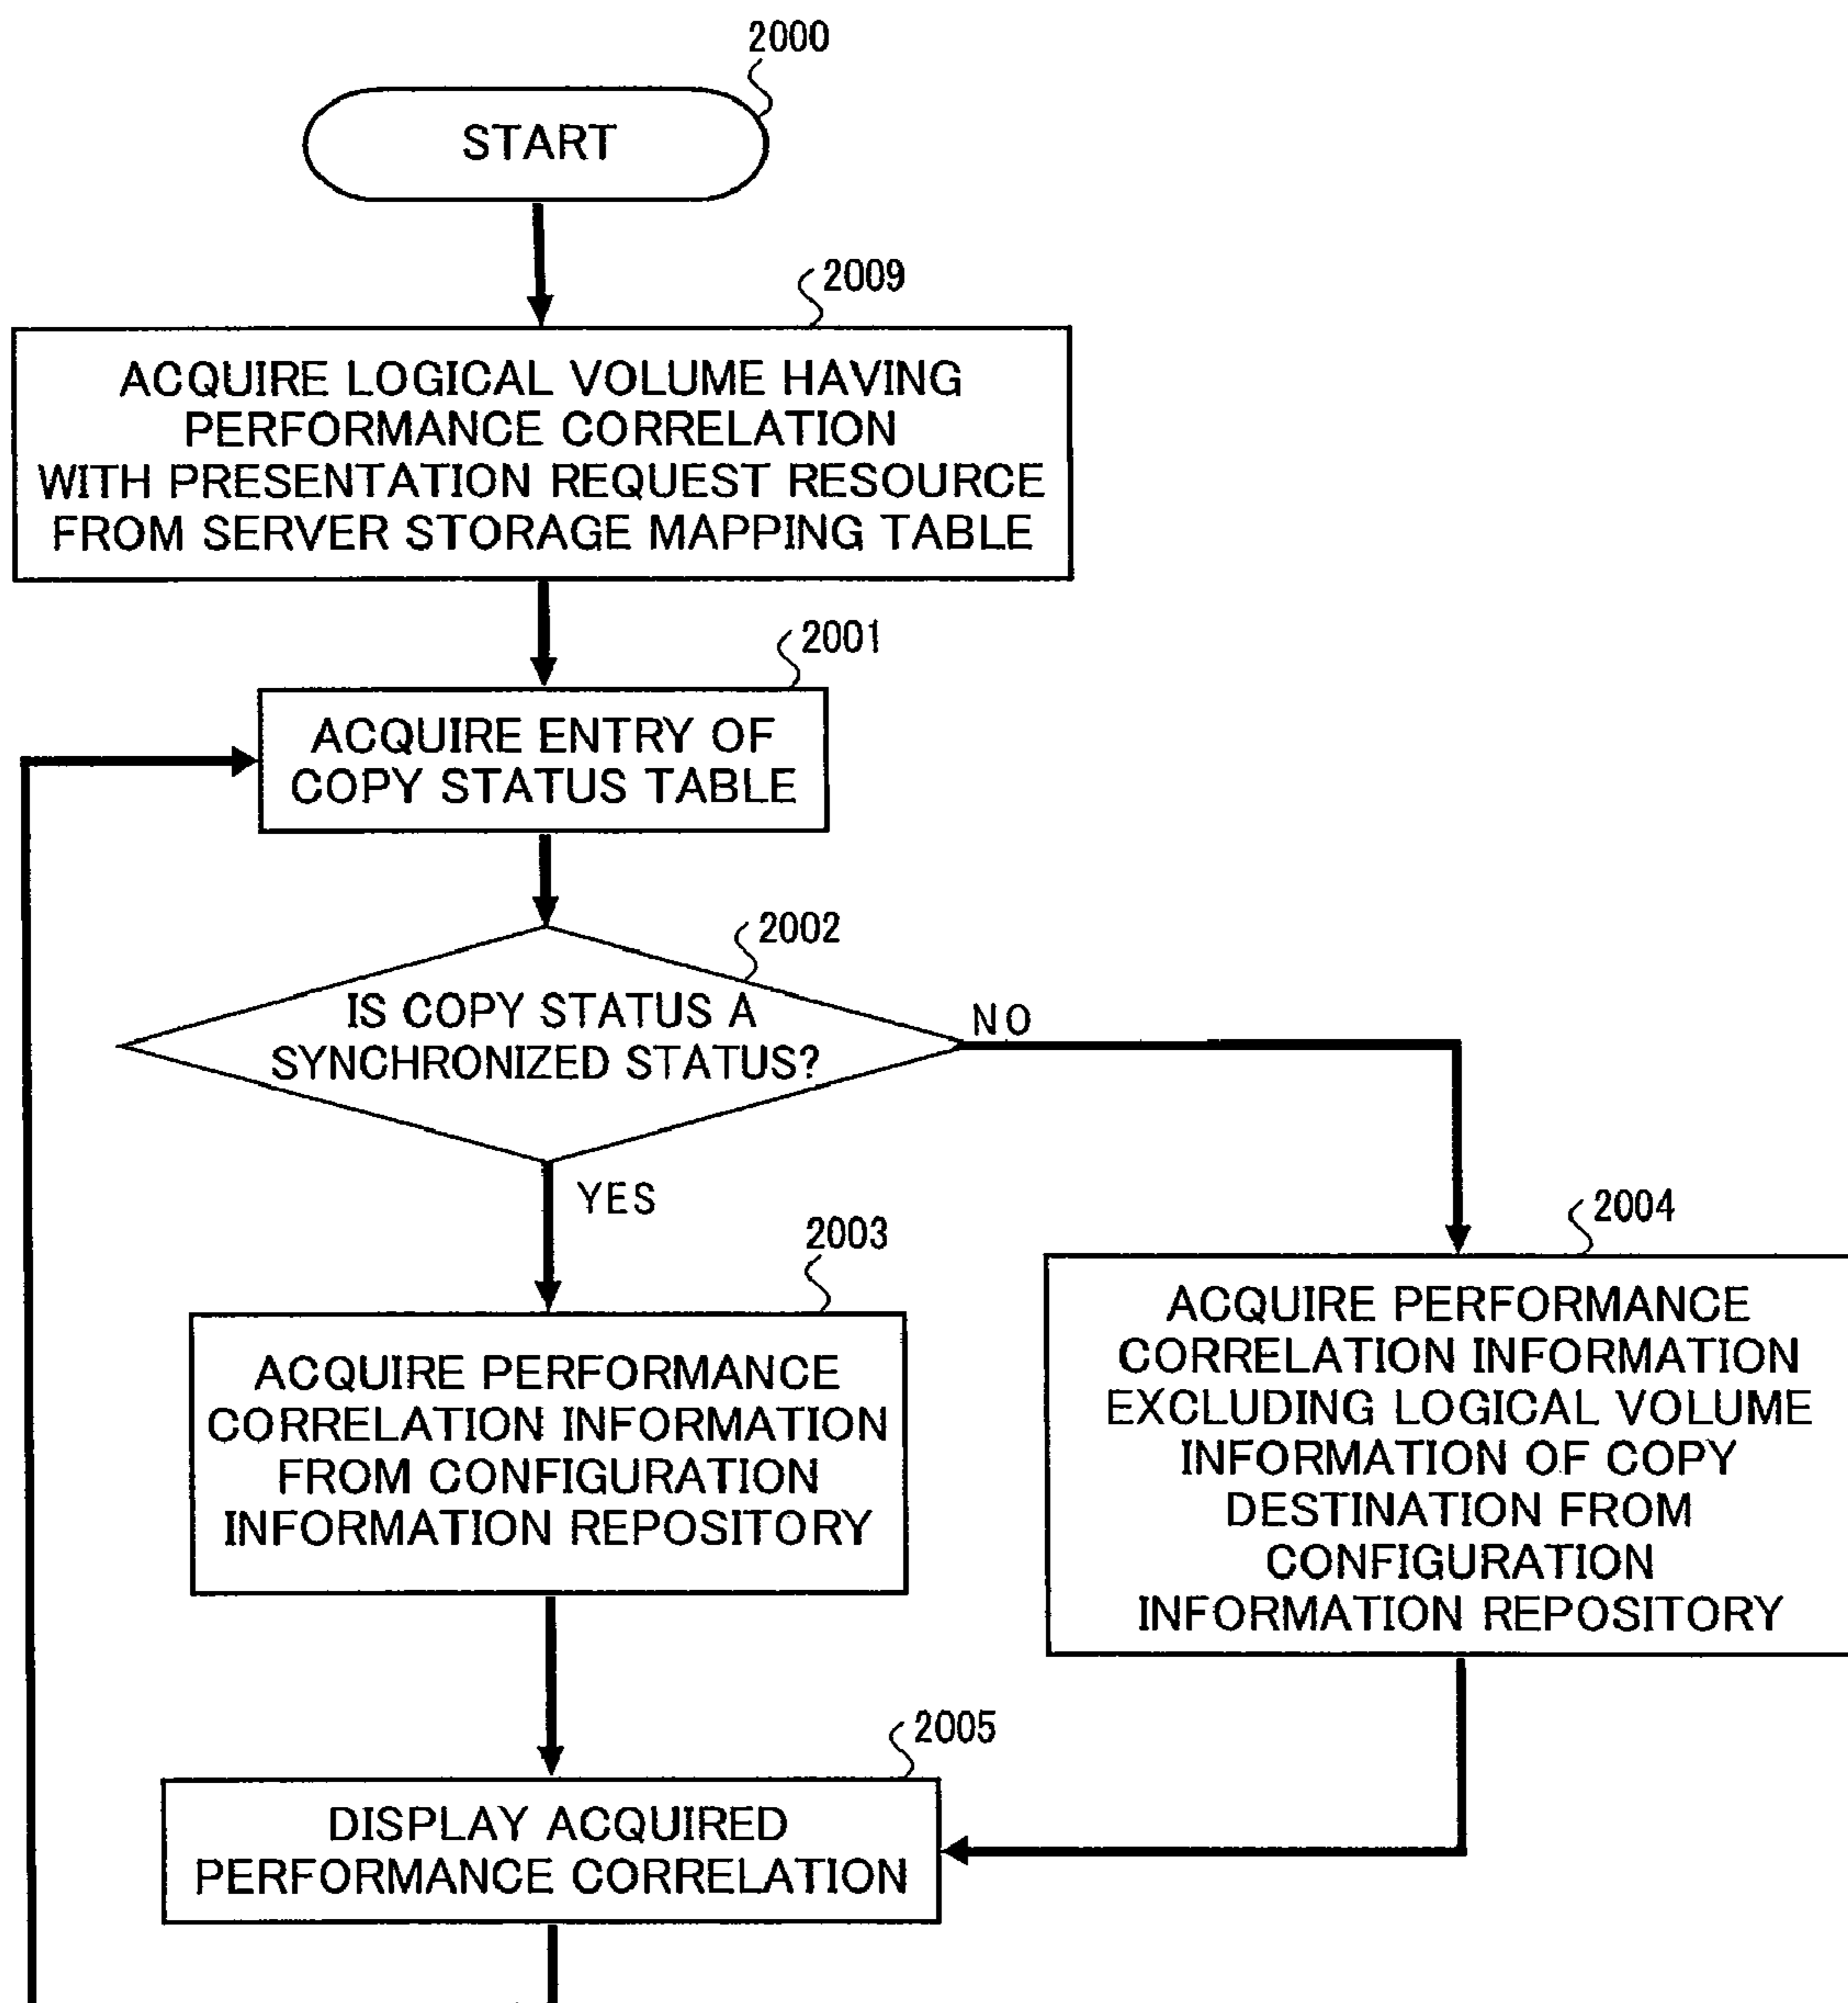 2000
START
2009
ACQUIRE LOGICAL VOLUME HAVING
PERFORMANCE CORRELATION
WITH PRESENTATION REQUEST RESOURCE
FROM SERVER STORAGE MAPPING TABLE
2001
ACQUIRE ENTRY OF
COPY STATUS TABLE
2002
IS COPY STATUS A
SYNCHRONIZED STATUS?
NO
YES
2003
ACQUIRE PERFORMANCE
CORRELATION INFORMATION
FROM CONFIGURATION
INFORMATION REPOSITORY
2004
ACQUIRE PERFORMANCE
CORRELATION INFORMATION
EXCLUDING LOGICAL VOLUME
INFORMATION OF COPY
DESTINATION FROM
CONFIGURATION
INFORMATION REPOSITORY
2005
DISPLAY ACQUIRED
PERFORMANCE CORRELATION